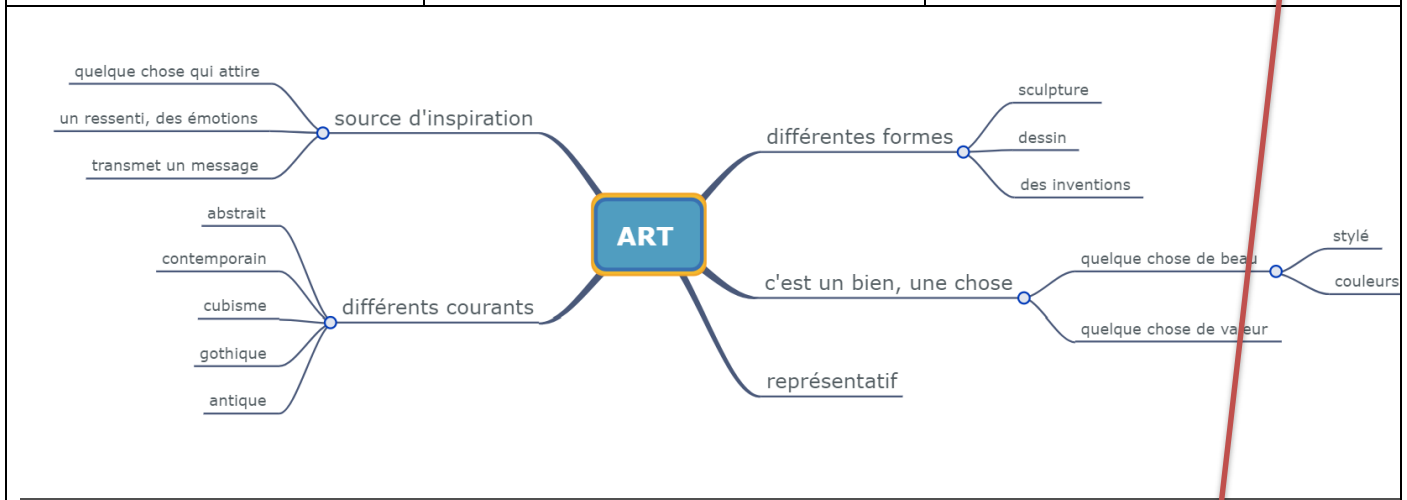 quelque chose qui attire
un ressenti, des émotions
transmet un message
source d'inspiration
abstrait
contemporain
cubisme
gothique
antique
différents courants
ART
différentes formes
sculpture
dessin
des inventions
c'est un bien, une chose
quelque chose de beau
stylé
couleurs
quelque chose de valeur
représentatif